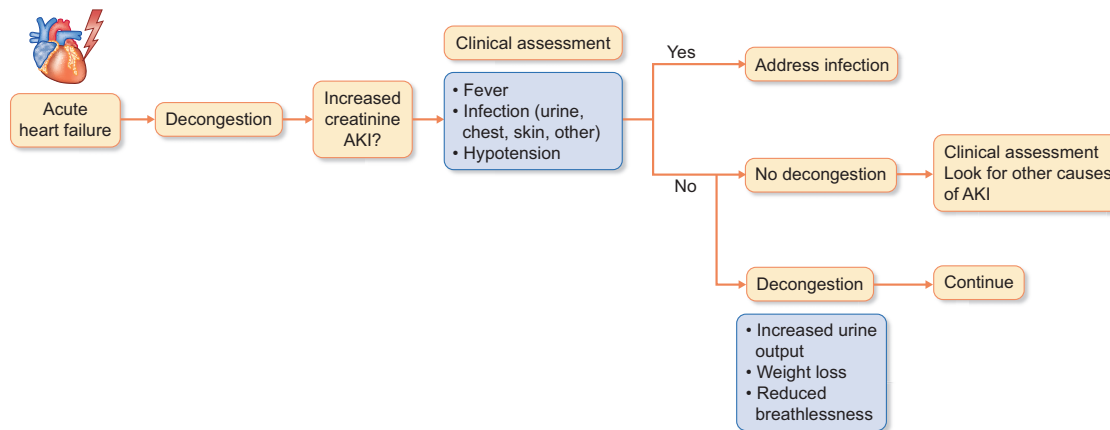 Acute
heart failure
Decongestion
Increased
creatinine
AKI?
Clinical assessment
• Fever
• Infection (urine,
chest, skin, other)
• Hypotension
Yes
Address infection
No
No decongestion
Clinical assessment
Look for other causes
of AKI
Decongestion
Continue
• Increased urine
output
• Weight loss
• Reduced
breathlessness